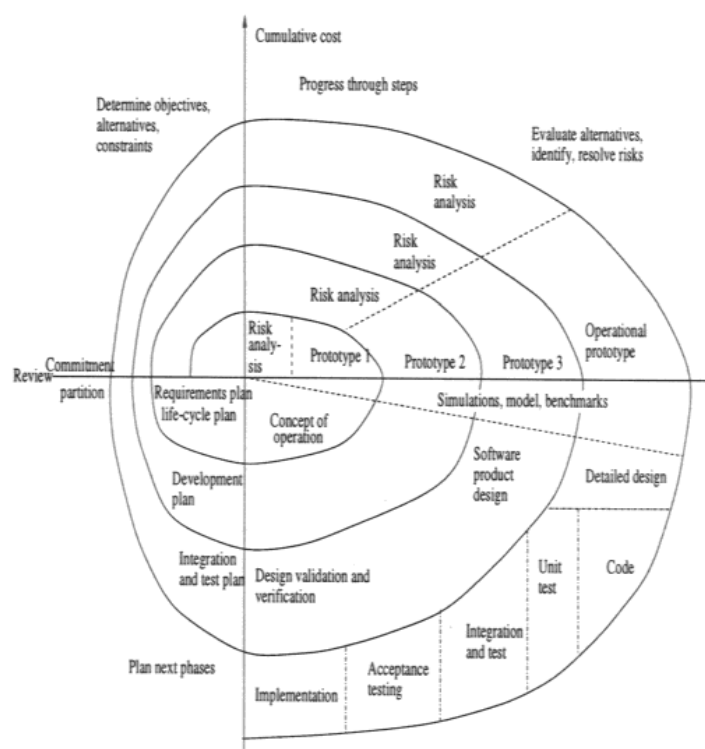 Cumulative cost
Progress through steps
Determine objectives,
alternatives,
constraints
Evaluate alternatives,
identify, resolve risks
Risk
analysis
Risk
analysis
Risk analysis
Risk
analy-
sis
Prototype 1
Prototype 2
Prototype 3
Operational
prototype
Review
Commitment
partition
Requirements plan
life-cycle plan
Concept of
operation
Simulations, model, benchmarks
Development
plan
Software
product
design
Detailed design
Integration
and test plan
Design validation and
verification
Unit
test
Code
Integration
and test
Acceptance
testing
Implementation
Plan next phases